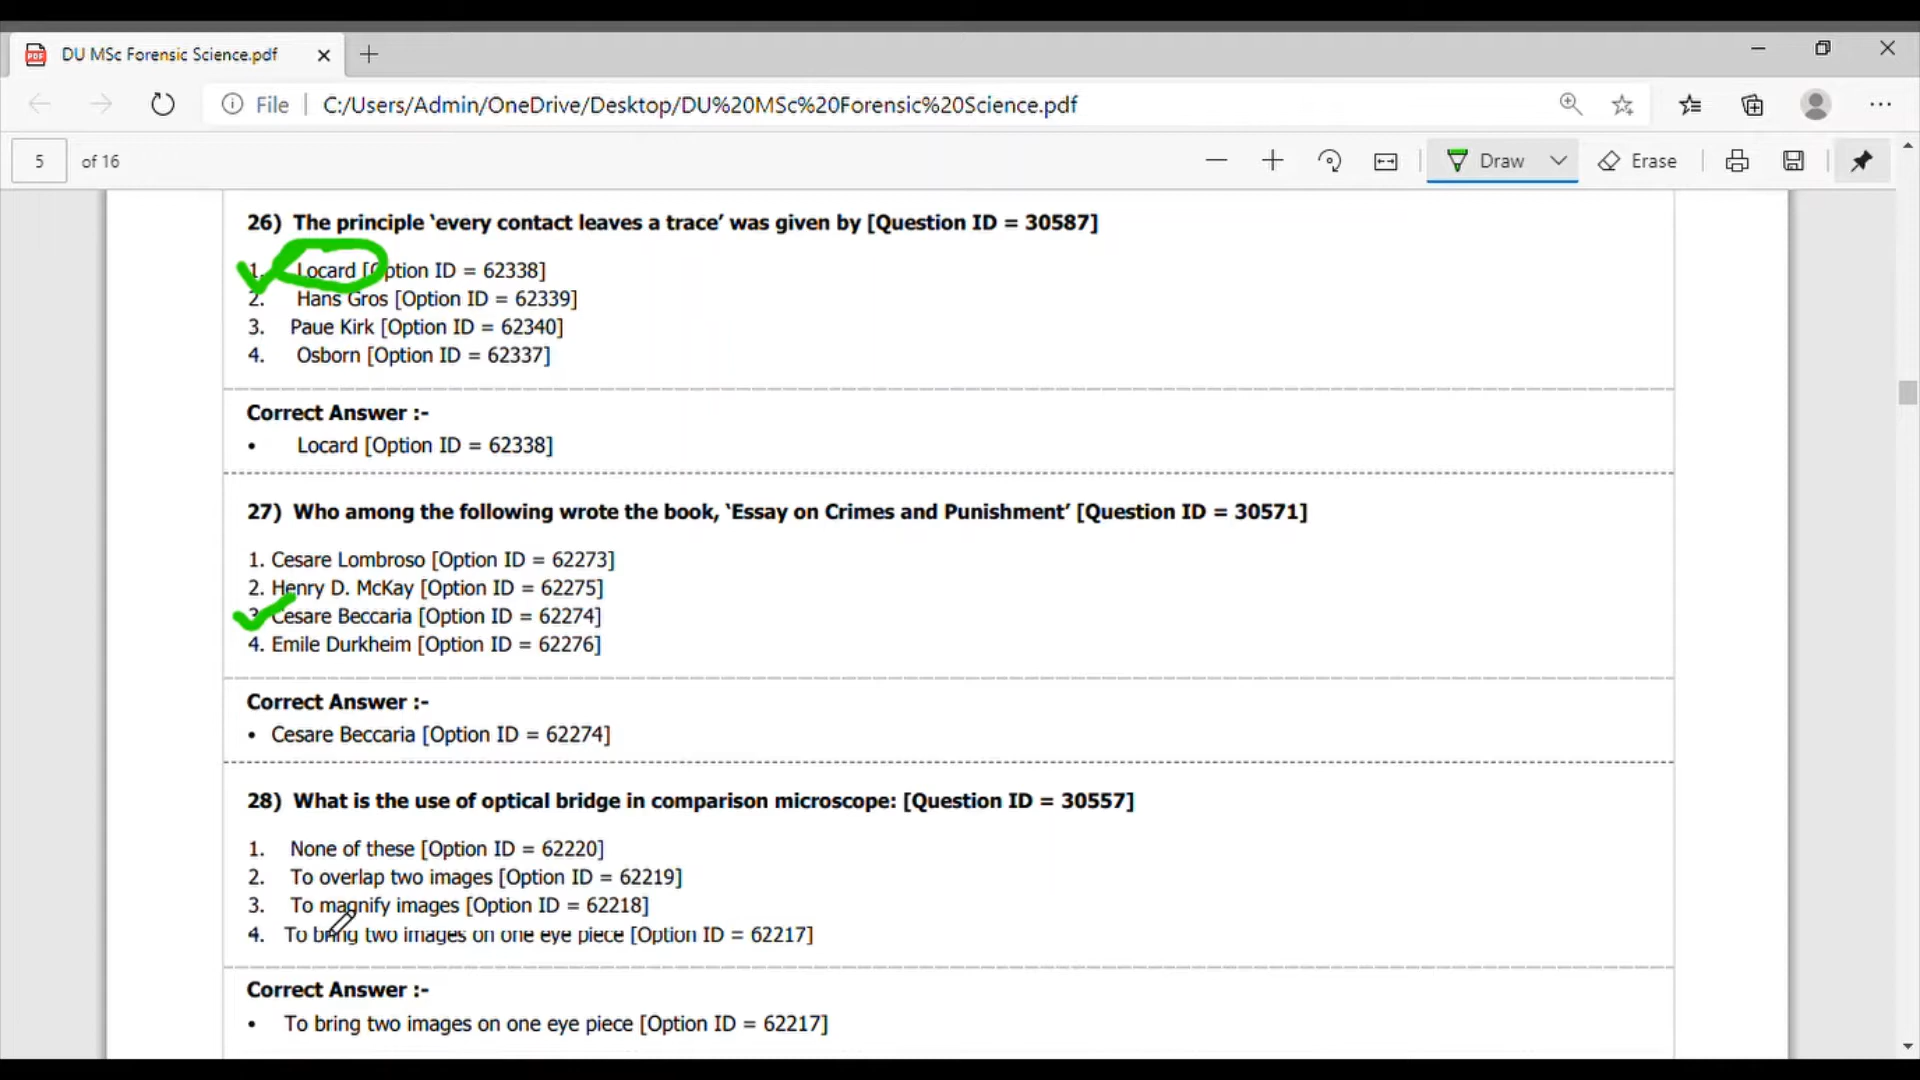 DU MSc Forensic Science.pdf
File C:/Users/Admin/OneDrive/Desktop/DU%20MSc%20Forensic%20Science.pdf
5 of 16
Draw
Erase
26) The principle ‘every contact leaves a trace’ was given by [Question ID = 30587]
1. Locard [Option ID = 62338]
2. Hans Gros [Option ID = 62339]
3. Paue Kirk [Option ID = 62340]
4. Osborn [Option ID = 62337]
Correct Answer :-
• Locard [Option ID = 62338]
27) Who among the following wrote the book, ‘Essay on Crimes and Punishment’ [Question ID = 30571]
1. Cesare Lombroso [Option ID = 62273]
2. Henry D. McKay [Option ID = 62275]
3. Cesare Beccaria [Option ID = 62274]
4. Emile Durkheim [Option ID = 62276]
Correct Answer :-
• Cesare Beccaria [Option ID = 62274]
28) What is the use of optical bridge in comparison microscope: [Question ID = 30557]
1. None of these [Option ID = 62220]
2. To overlap two images [Option ID = 62219]
3. To magnify images [Option ID = 62218]
4. To bring two images on one eye piece [Option ID = 62217]
Correct Answer :-
• To bring two images on one eye piece [Option ID = 62217]